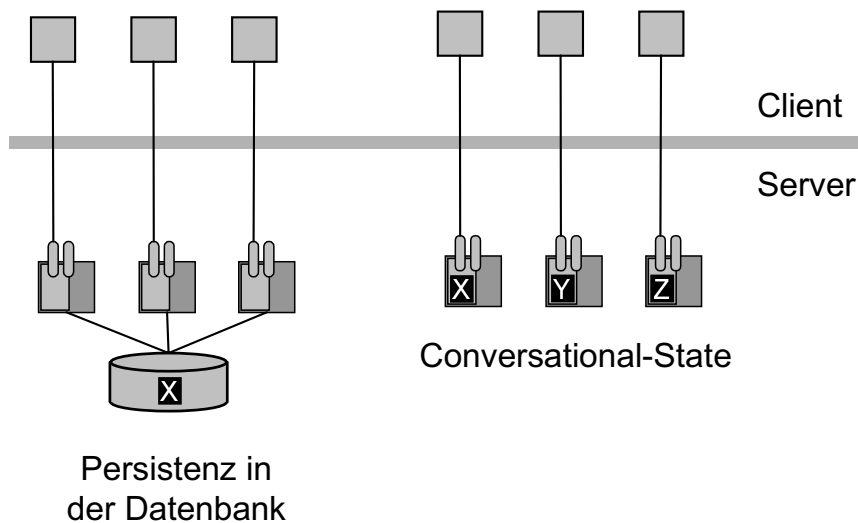 Client
Server
X Y Z
Conversational-State
X
Persistenz in
der Datenbank